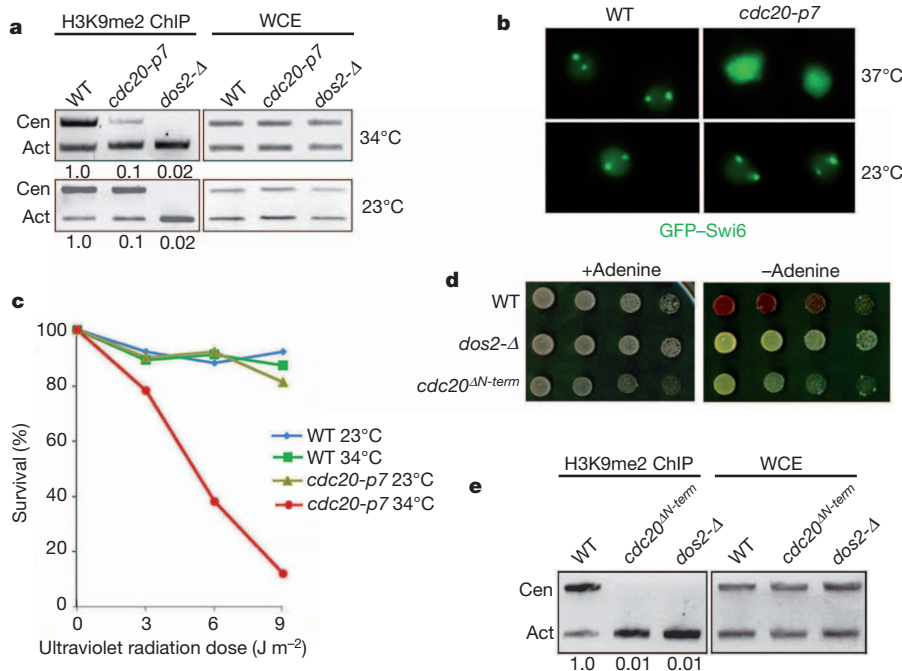 a
H3K9me2 ChIP WCE
WT cdc20-p7 dos2-Δ WT cdc20-p7 dos2-Δ
Cen
Act
34°C
1.0 0.1 0.02
Cen
Act
23°C
1.0 0.1 0.02
b
WT cdc20-p7
37°C
23°C
GFP–Swi6
c
100
80
60
40
20
0
Survival (%)
0 3 6 9
Ultraviolet radiation dose (J m–2)
WT 23°C
WT 34°C
cdc20-p7 23°C
cdc20-p7 34°C
d
+Adenine –Adenine
WT
dos2-Δ
cdc20ΔN-term
e
H3K9me2 ChIP WCE
WT cdc20ΔN-term dos2-Δ WT cdc20ΔN-term dos2-Δ
Cen
Act
1.0 0.01 0.01